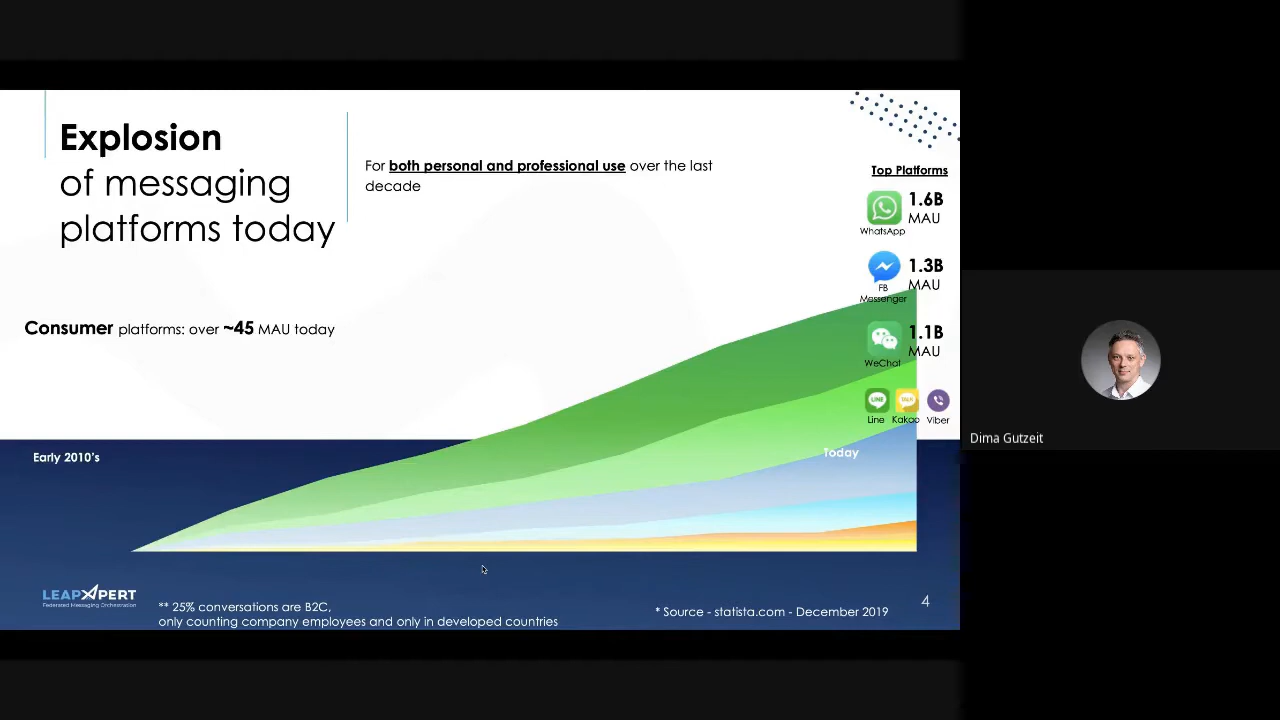 Explosion
of messaging
platforms today
For both personal and professional use over the last
decade
Top Platforms
1.6B
MAU
WhatsApp
1.3B
MAU
FB
Messenger
1.1B
MAU
WeChat
LINE
TALK
Line
Kakao
Viber
Consumer platforms: over ~45 MAU today
Early 2010's
Today
LEAPXPERT
Federated Messaging Orchestration
** 25% conversations are B2C,
only counting company employees and only in developed countries
* Source - statista.com - December 2019
4
Dima Gutzeit